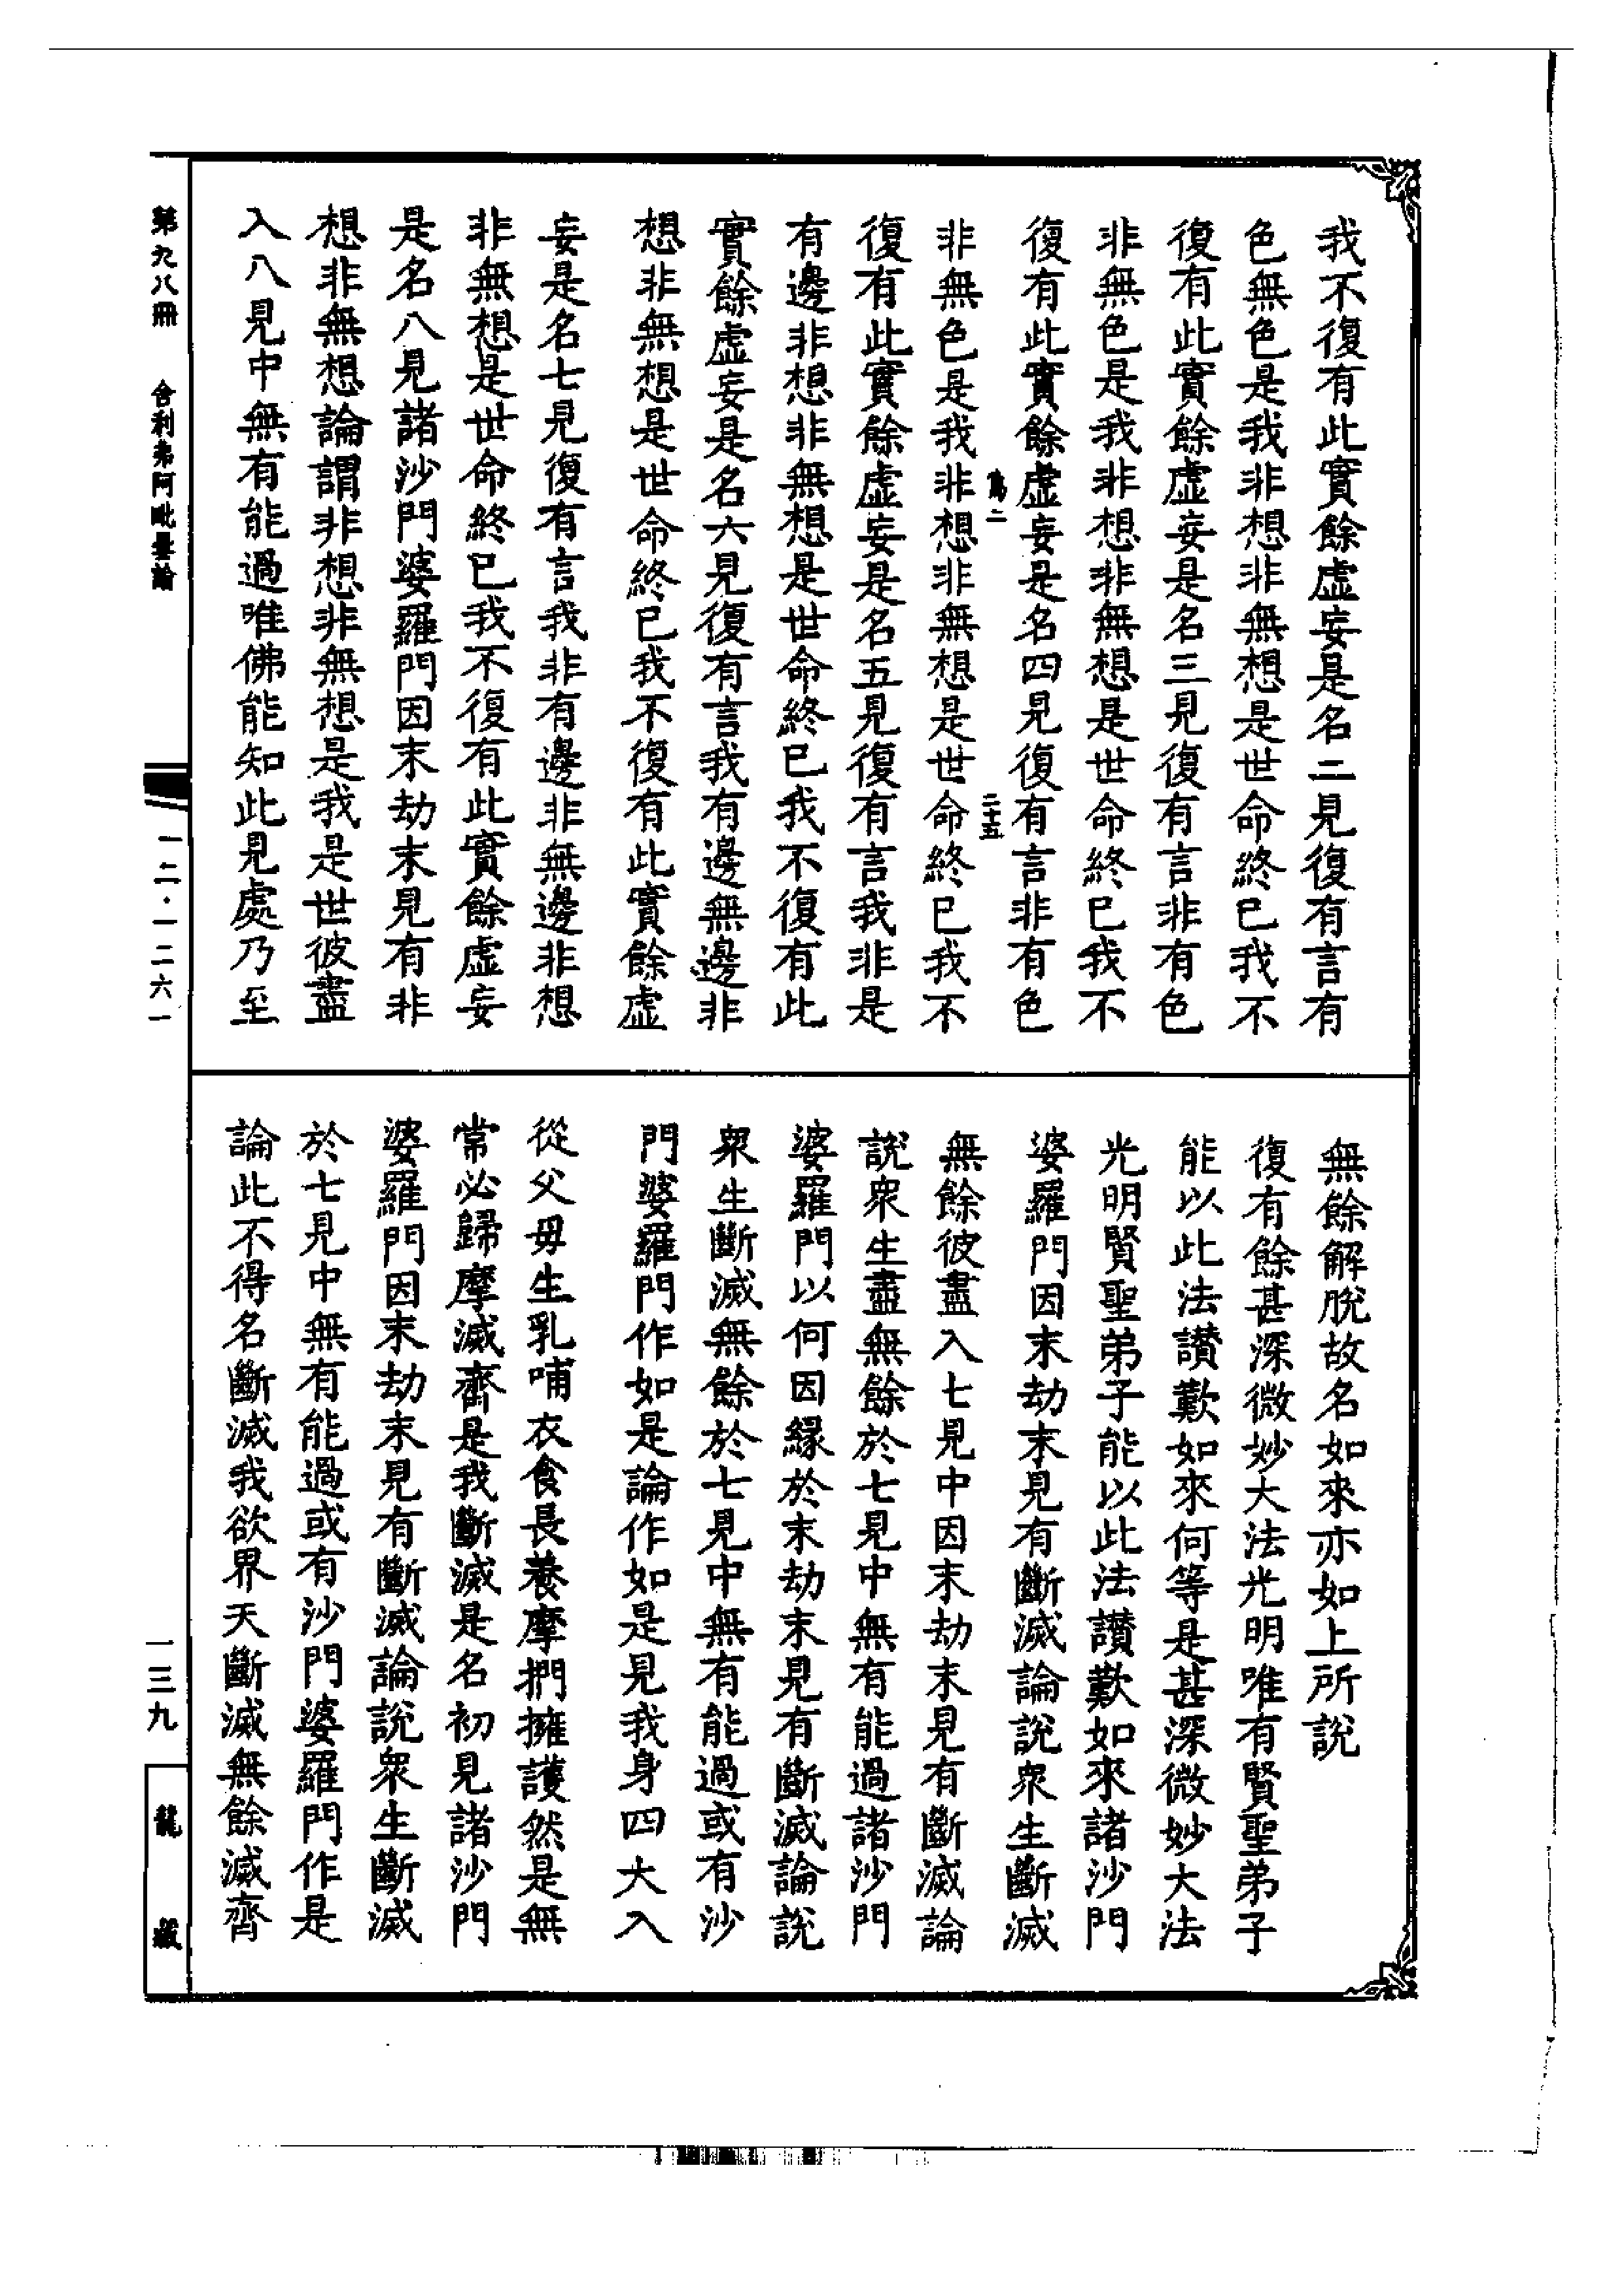 我不復有此實餘虛妄是名二見復有言有
色無色是我非想非無想是世命終已我不
復有此實餘虛妄是名三見復有言非有色
非無色是我非想非無想是世命終已我不
復有此實餘虛妄是名四見復有言非有色
非無色是我非想非無想是世命終已我不
復有此實餘虛妄是名五見復有言我非是
有邊非想非無想是世命終已我不復有此
實餘虛妄是名六見復有言我有邊無邊非
想非無想是世命終已我不復有此實餘虛
妄是名七見復有言我非有邊非無邊非想
非無想是世命終已我不復有此實餘虛妄
是名八見諸沙門婆羅門因末劫末見有非
想非無想論謂非想非無想是我是世彼盡
入八見中無有能過唯佛能知此見處乃至
無餘解脫故名如來亦如上所說
復有餘甚深微妙大法光明唯有賢聖弟子
能以此法讚歎如來何等是甚深微妙大法
光明賢聖弟子能以此法讚歎如來諸沙門
婆羅門因末劫末見有斷滅論說眾生斷滅
無餘彼盡入七見中因末劫末見有斷滅論
說眾生盡無餘於七見中無有能過諸沙門
婆羅門以何因緣於末劫末見有斷滅論說
眾生斷滅無餘於七見中無有能過或有沙
門婆羅門作如是論作如是見我身四大入
從父毋生乳哺衣食長養摩捫擁護然是無
常必歸摩滅齊是我斷滅是名初見諸沙門
婆羅門因末劫末見有斷滅論說眾生斷滅
於七見中無有能過或有沙門婆羅門作是
論此不得名斷滅我欲界天斷滅無餘滅齊
第九八冊 舍利弗阿毗曇論
一二·一二六一
一三九
龍藏
二十五